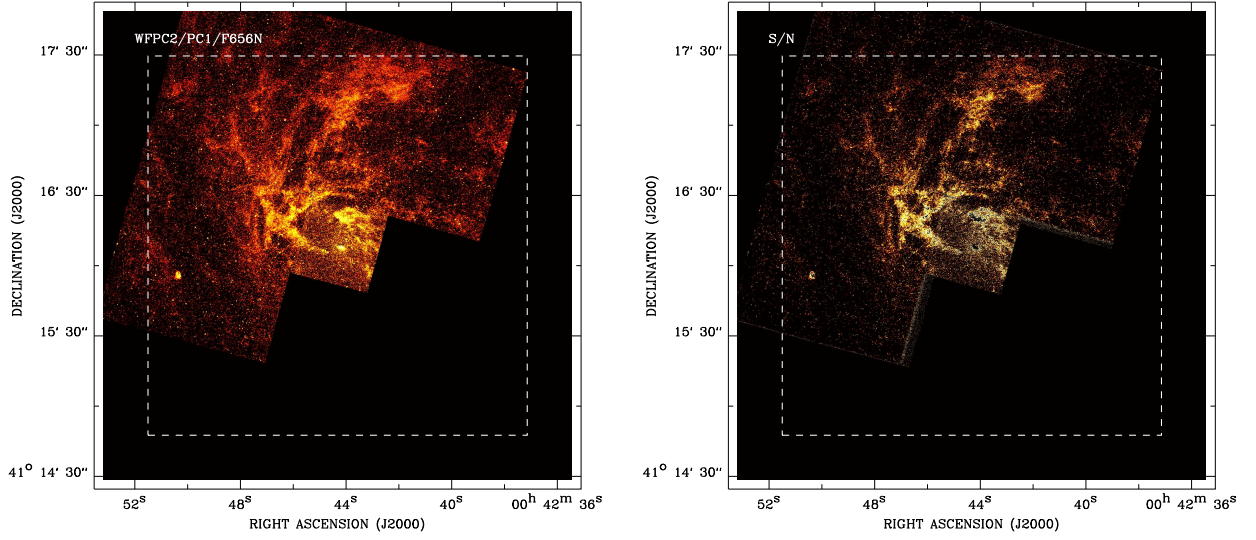 WFPC2/PC1/F656N
17′ 30″
16′ 30″
15′ 30″
41° 14′ 30″
DECLINATION (J2000)
52ˢ 48ˢ 44ˢ 40ˢ 00ʰ 42ᵐ 36ˢ
RIGHT ASCENSION (J2000)
S/N
17′ 30″
16′ 30″
15′ 30″
41° 14′ 30″
DECLINATION (J2000)
52ˢ 48ˢ 44ˢ 40ˢ 00ʰ 42ᵐ 36ˢ
RIGHT ASCENSION (J2000)